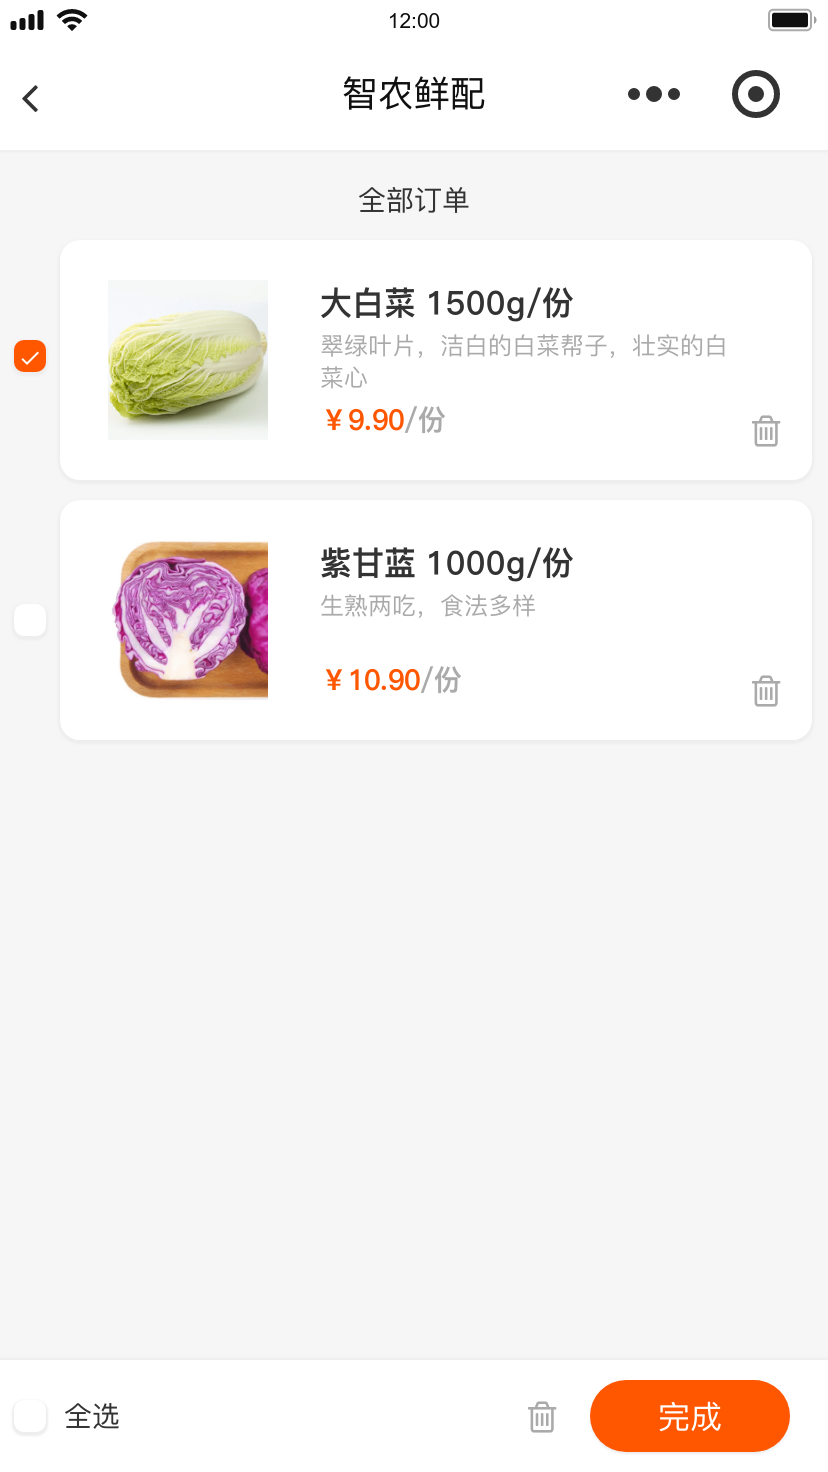 12:00
智农鲜配
全部订单
大白菜 1500g/份
翠绿叶片，洁白的白菜帮子，壮实的白
菜心
¥9.90/份
紫甘蓝 1000g/份
生熟两吃，食法多样
¥10.90/份
全选
完成